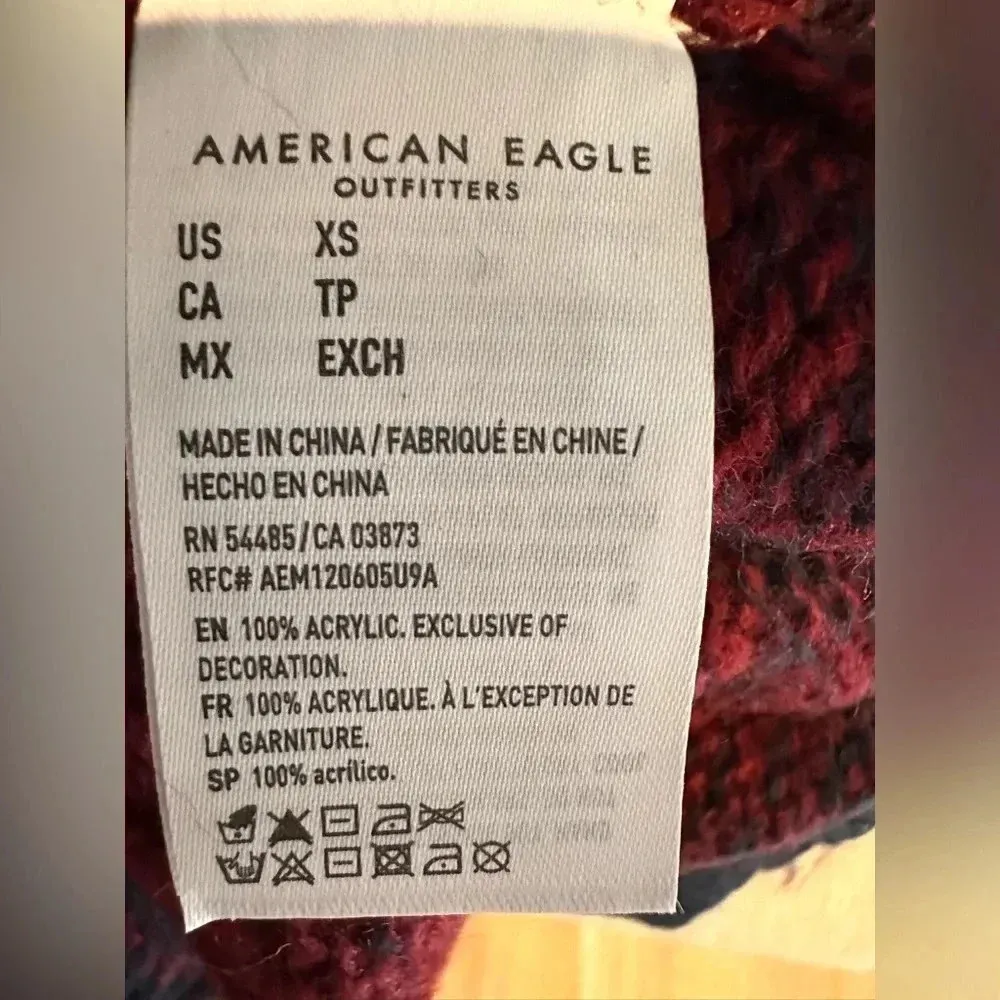 AMERICAN EAGLE
OUTFITTERS
US XS
CA TP
MX EXCH
MADE IN CHINA / FABRIQUÉ EN CHINE /
HECHO EN CHINA
RN 54485 / CA 03873
RFC# AEM120605U9A
EN 100% ACRYLIC. EXCLUSIVE OF
DECORATION.
FR 100% ACRYLIQUE. À L'EXCEPTION DE
LA GARNITURE.
SP 100% acrílico.